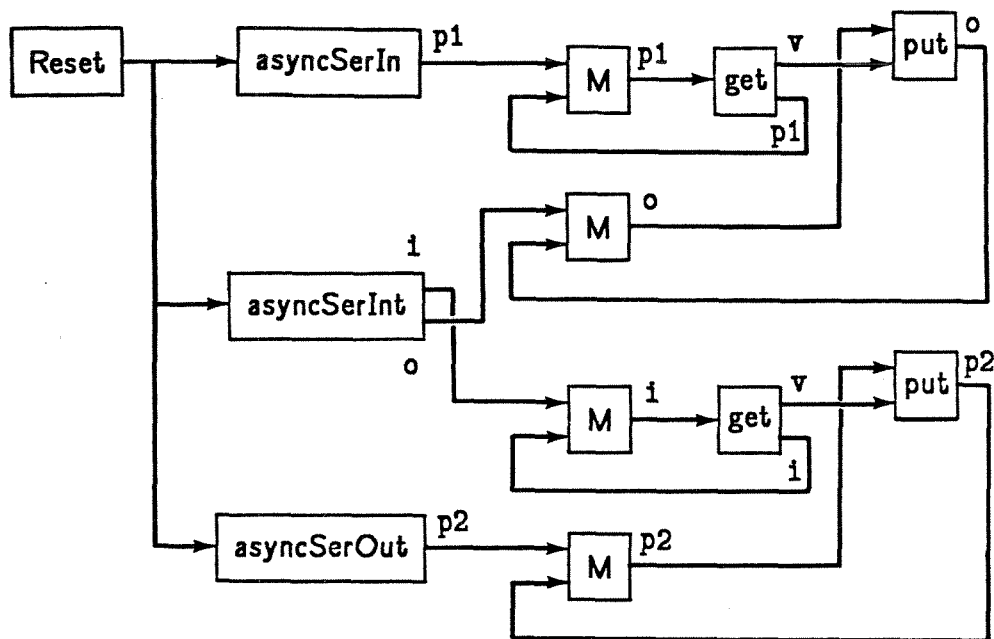 Reset
asyncSerIn
p1
M
p1
get
v
p1
put
o
M
o
i
asyncSerInt
o
M
i
get
v
i
put
p2
asyncSerOut
p2
M
p2